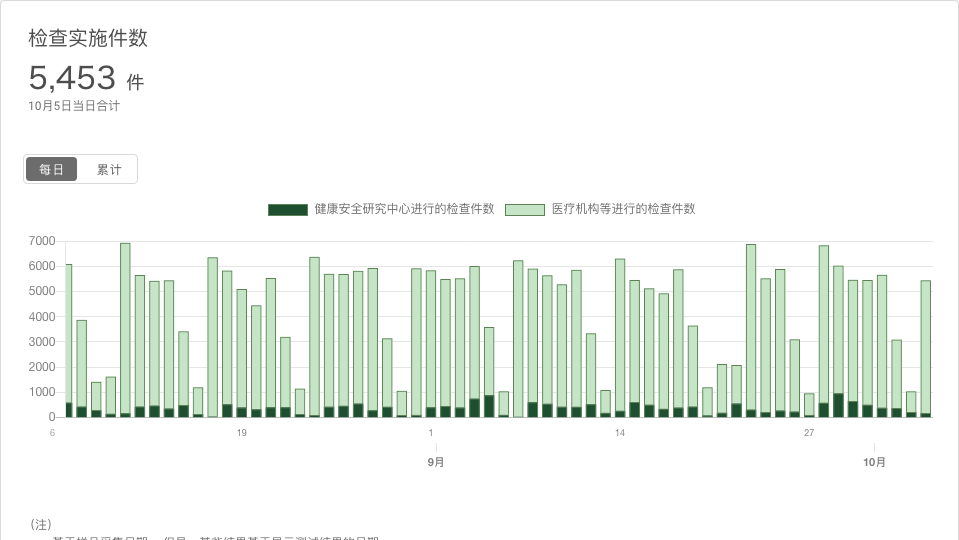 检查实施件数
5,453 件
10月5日当日合计
每日 累计
健康安全研究中心进行的检查件数 医疗机构等进行的检查件数
7000
6000
5000
4000
3000
2000
1000
0
6 19 1 14 27
9月 10月
（注）